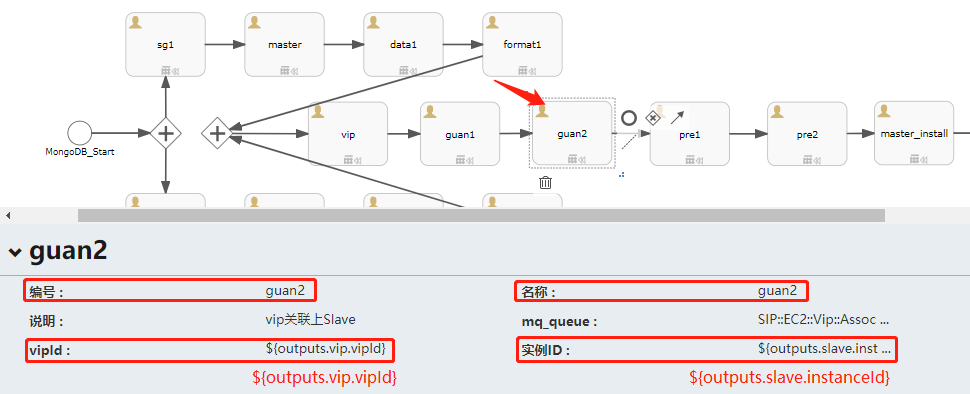 sg1
master
data1
format1
MongoDB_Start
vip
guan1
guan2
pre1
pre2
master_install
guan2
编号： guan2
名称： guan2
说明： vip关联上Slave
mq_queue： SIP::EC2::Vip::Assoc ...
vipId： ${outputs.vip.vipId}
实例ID： ${outputs.slave.inst ...
${outputs.vip.vipId}
${outputs.slave.instanceId}